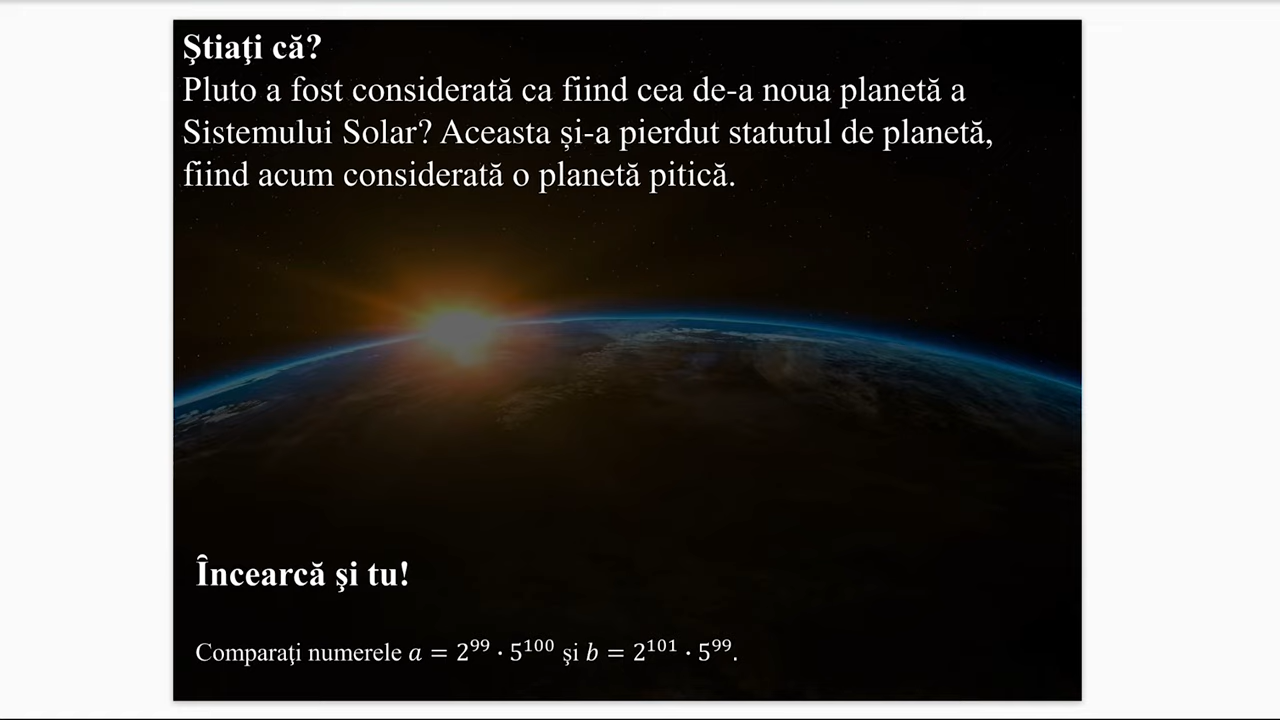 Ştiaţi că?
Pluto a fost considerată ca fiind cea de-a noua planetă a
Sistemului Solar? Aceasta și-a pierdut statutul de planetă,
fiind acum considerată o planetă pitică.
Încearcă şi tu!
Comparaţi numerele 𝑎 = 2⁹⁹ · 5¹⁰⁰ şi 𝑏 = 2¹⁰¹ · 5⁹⁹.